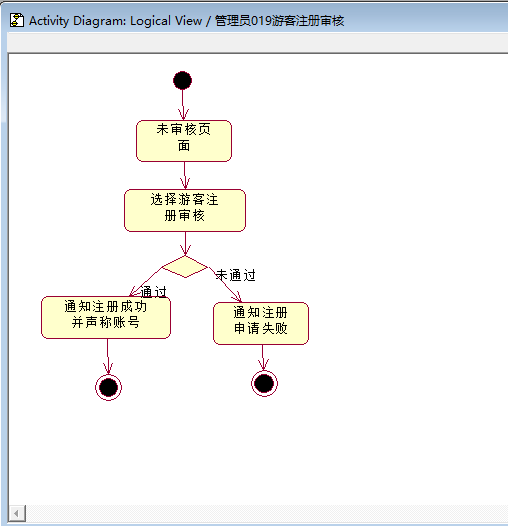 Activity Diagram: Logical View / 管理员019游客注册审核
未审核页
面
选择游客注
册审核
通过
未通过
通知注册成功
并声称账号
通知注册
申请失败